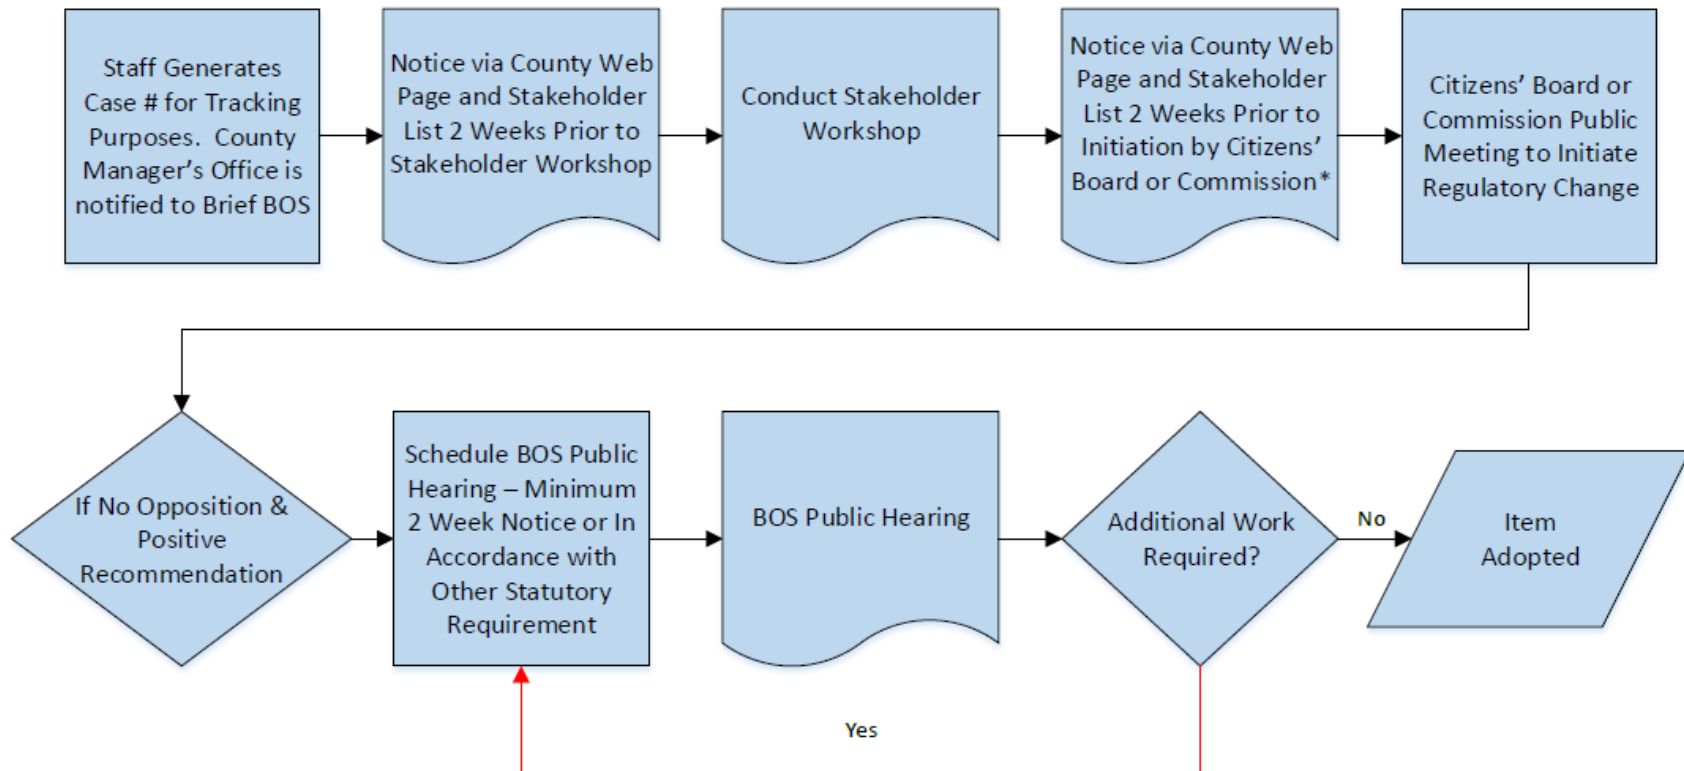 Staff Generates
Case # for Tracking
Purposes. County
Manager's Office is
notified to Brief BOS
Notice via County Web
Page and Stakeholder
List 2 Weeks Prior to
Stakeholder Workshop
Conduct Stakeholder
Workshop
Notice via County Web
Page and Stakeholder
List 2 Weeks Prior to
Initiation by Citizens'
Board or Commission*
Citizens' Board or
Commission Public
Meeting to Initiate
Regulatory Change
If No Opposition &
Positive
Recommendation
Schedule BOS Public
Hearing – Minimum
2 Week Notice or In
Accordance with
Other Statutory
Requirement
BOS Public Hearing
Additional Work
Required?
No
Item
Adopted
Yes